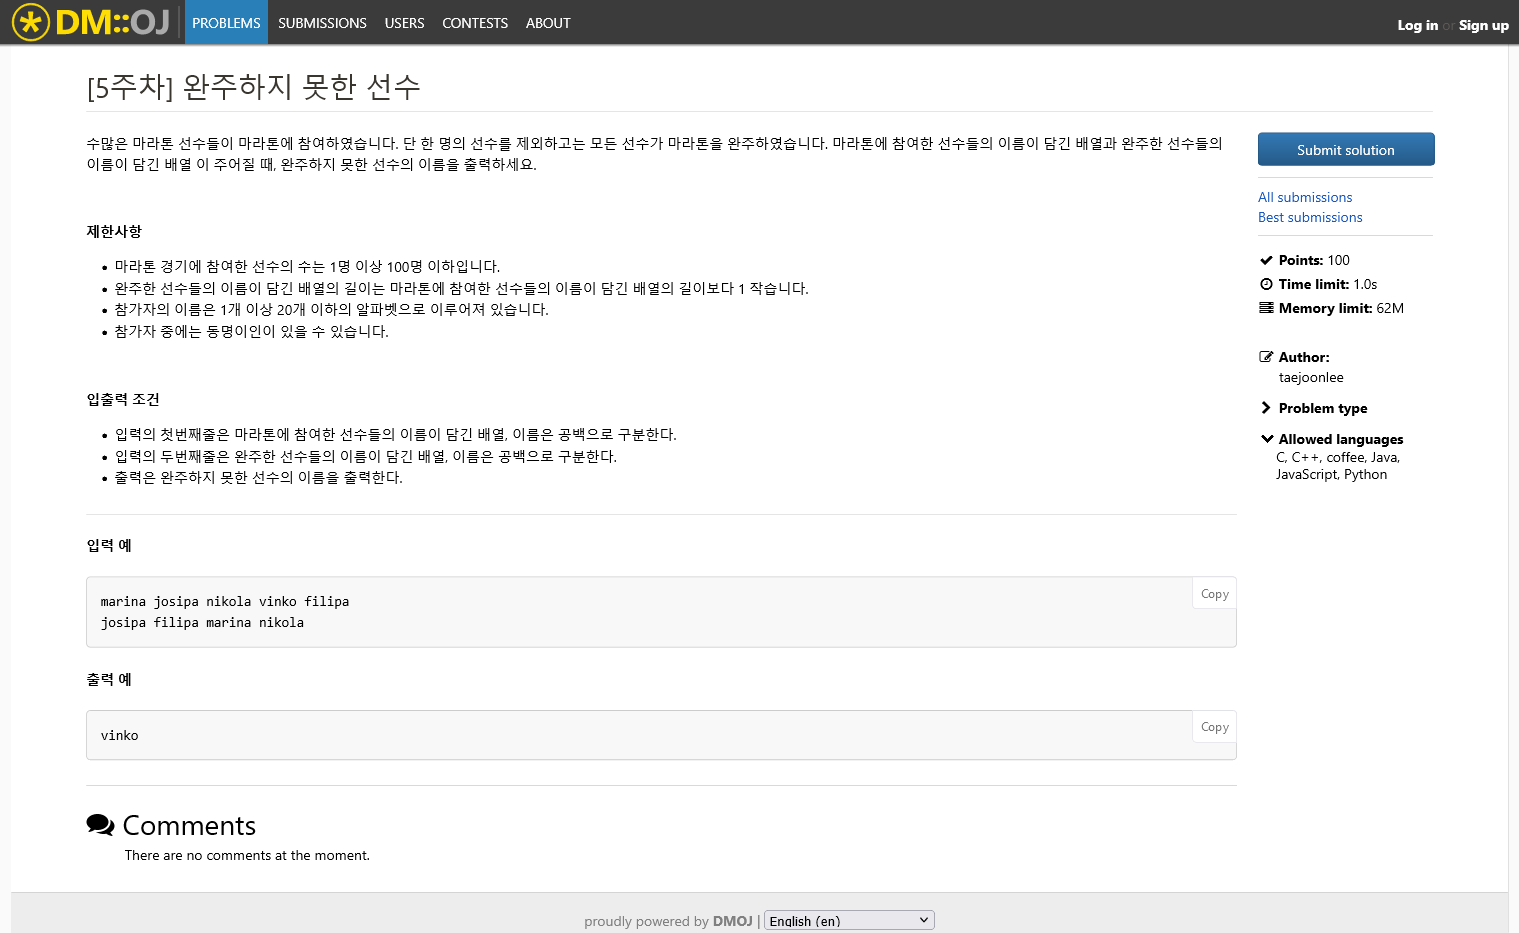 DM::OJ PROBLEMS SUBMISSIONS USERS CONTESTS ABOUT Log in or Sign up
[5주차] 완주하지 못한 선수
수많은 마라톤 선수들이 마라톤에 참여하였습니다. 단 한 명의 선수를 제외하고는 모든 선수가 마라톤을 완주하였습니다. 마라톤에 참여한 선수들의 이름이 담긴 배열과 완주한 선수들의
이름이 담긴 배열 이 주어질 때, 완주하지 못한 선수의 이름을 출력하세요.
제한사항
마라톤 경기에 참여한 선수의 수는 1명 이상 100명 이하입니다.
완주한 선수들의 이름이 담긴 배열의 길이는 마라톤에 참여한 선수들의 이름이 담긴 배열의 길이보다 1 작습니다.
참가자의 이름은 1개 이상 20개 이하의 알파벳으로 이루어져 있습니다.
참가자 중에는 동명이인이 있을 수 있습니다.
입출력 조건
입력의 첫번째줄은 마라톤에 참여한 선수들의 이름이 담긴 배열, 이름은 공백으로 구분한다.
입력의 두번째줄은 완주한 선수들의 이름이 담긴 배열, 이름은 공백으로 구분한다.
출력은 완주하지 못한 선수의 이름을 출력한다.
입력 예
Copy
marina josipa nikola vinko filipa
josipa filipa marina nikola
출력 예
Copy
vinko
Comments
There are no comments at the moment.
Submit solution
All submissions
Best submissions
Points: 100
Time limit: 1.0s
Memory limit: 62M
Author:
taejoonlee
Problem type
Allowed languages
C, C++, coffee, Java,
JavaScript, Python
proudly powered by DMOJ | English (en)